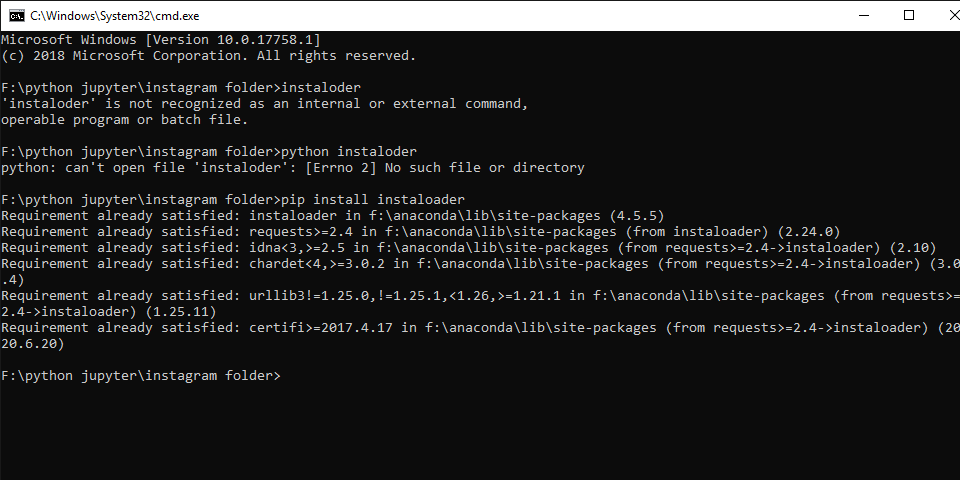 C:\Windows\System32\cmd.exe
Microsoft Windows [Version 10.0.17758.1]
(c) 2018 Microsoft Corporation. All rights reserved.
F:\python jupyter\instagram folder>instaloder
'instaloder' is not recognized as an internal or external command,
operable program or batch file.
F:\python jupyter\instagram folder>python instaloder
python: can't open file 'instaloder': [Errno 2] No such file or directory
F:\python jupyter\instagram folder>pip install instaloader
Requirement already satisfied: instaloader in f:\anaconda\lib\site-packages (4.5.5)
Requirement already satisfied: requests>=2.4 in f:\anaconda\lib\site-packages (from instaloader) (2.24.0)
Requirement already satisfied: idna<3,>=2.5 in f:\anaconda\lib\site-packages (from requests>=2.4->instaloader) (2.10)
Requirement already satisfied: chardet<4,>=3.0.2 in f:\anaconda\lib\site-packages (from requests>=2.4->instaloader) (3.0
.4)
Requirement already satisfied: urllib3!=1.25.0,!=1.25.1,<1.26,>=1.21.1 in f:\anaconda\lib\site-packages (from requests>=
2.4->instaloader) (1.25.11)
Requirement already satisfied: certifi>=2017.4.17 in f:\anaconda\lib\site-packages (from requests>=2.4->instaloader) (20
20.6.20)
F:\python jupyter\instagram folder>